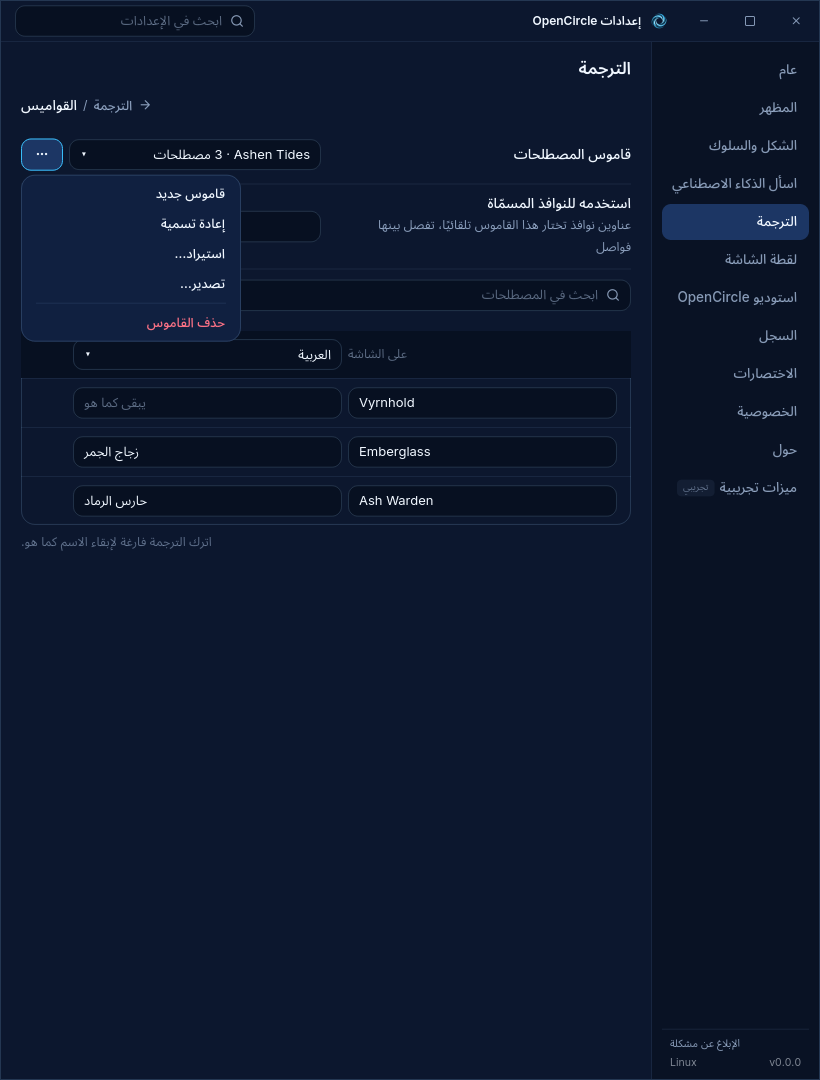 إعدادات OpenCircle
ابحث في الإعدادات
عام
المظهر
الشكل والسلوك
اسأل الذكاء الاصطناعي
الترجمة
لقطة الشاشة
استوديو OpenCircle
السجل
الاختصارات
الخصوصية
حول
ميزات تجريبية تجريبي
الإبلاغ عن مشكلة
v0.0.0 Linux
الترجمة
الترجمة / القواميس
قاموس المصطلحات
Ashen Tides · 3 مصطلحات
...
قاموس جديد
إعادة تسمية
استيراد...
تصدير...
حذف القاموس
استخدمه للنوافذ المسمّاة
عناوين نوافذ تختار هذا القاموس تلقائيًا، تفصل بينها
فواصل
ابحث في المصطلحات
على الشاشة العربية
Vyrnhold يبقى كما هو
Emberglass زجاج الجمر
Ash Warden حارس الرماد
اترك الترجمة فارغة لإبقاء الاسم كما هو.